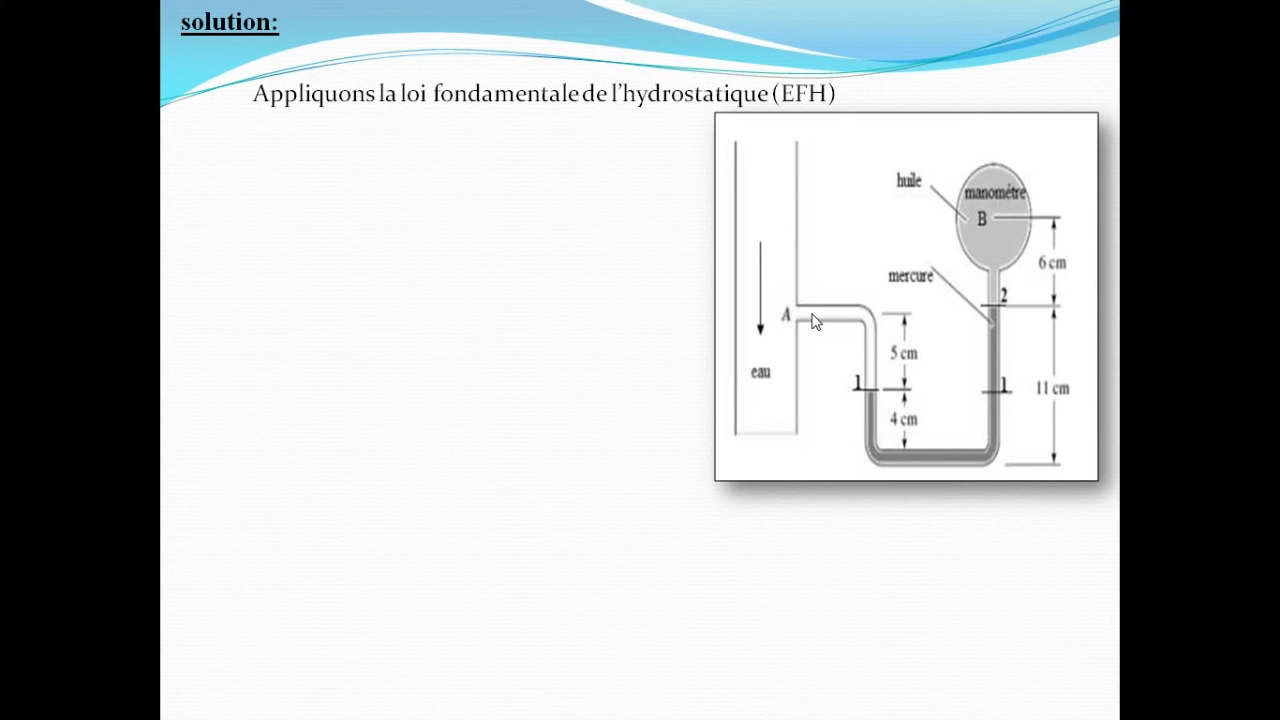 solution:
Appliquons la loi fondamentale de l’hydrostatique (EFH)
huile
manométre
B
6 cm
mercure
2
A
5 cm
eau
1
1
11 cm
4 cm